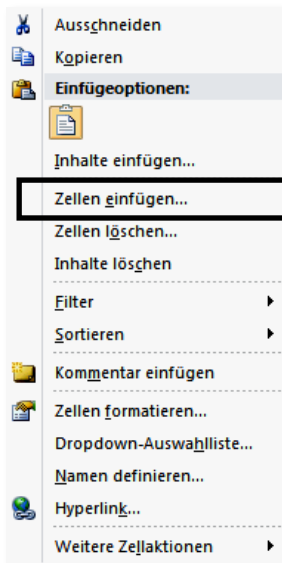 Ausschneiden
Kopieren
Einfügeoptionen:
Inhalte einfügen...
Zellen einfügen...
Zellen löschen...
Inhalte löschen
Filter
Sortieren
Kommentar einfügen
Zellen formatieren...
Dropdown-Auswahlliste...
Namen definieren...
Hyperlink...
Weitere Zellaktionen